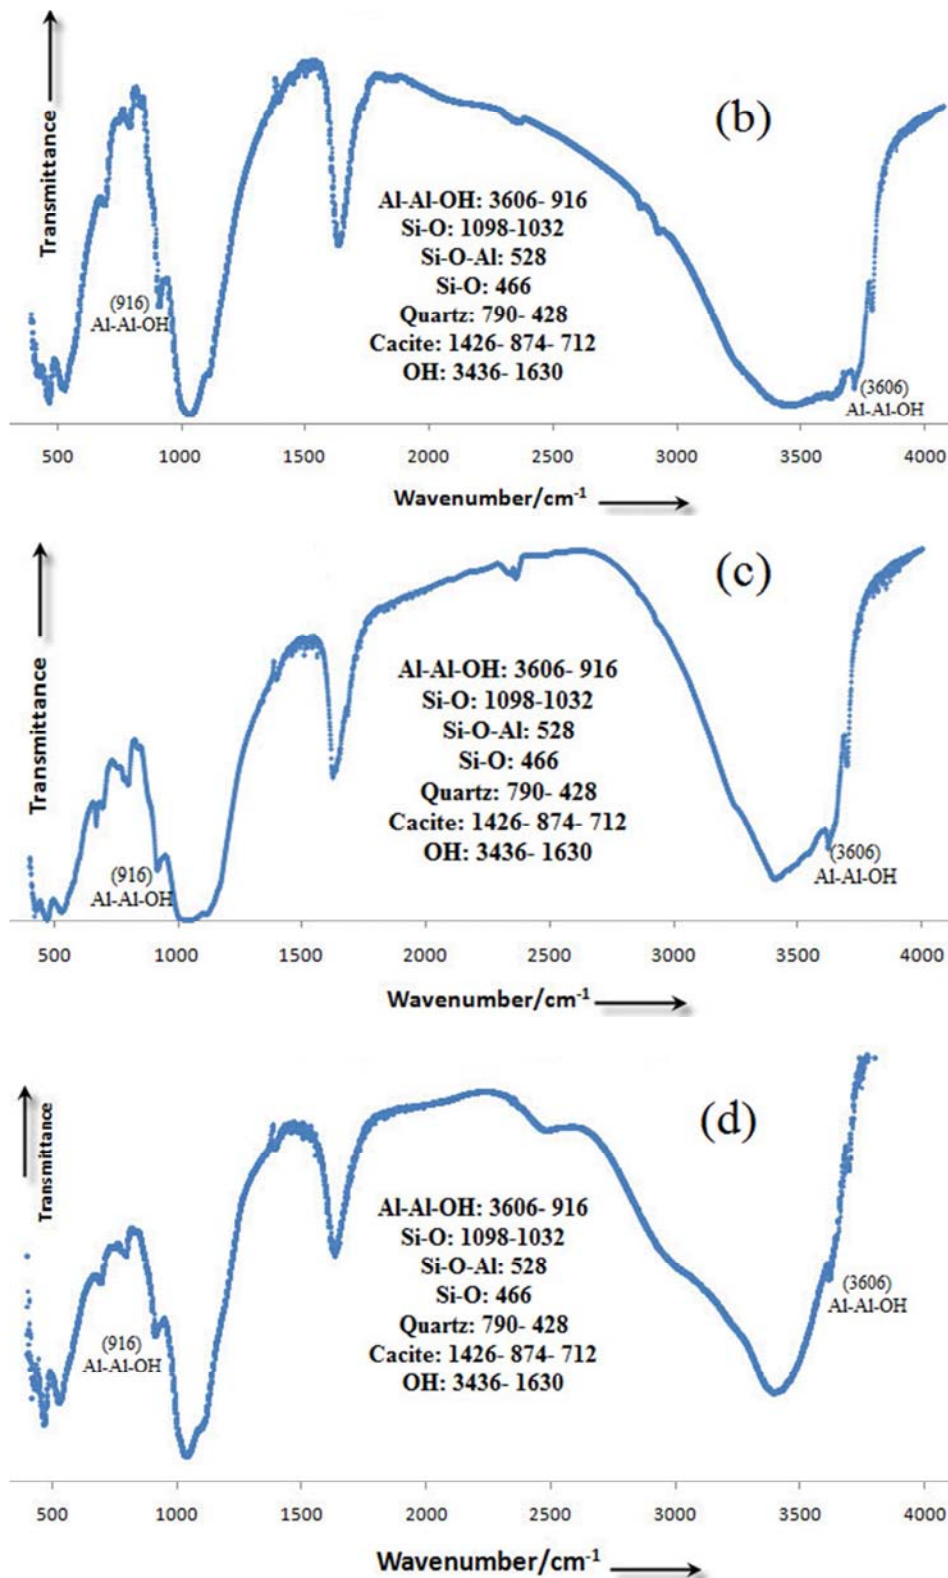 Transmittance
(b)
Al-Al-OH: 3606- 916
Si-O: 1098-1032
Si-O-Al: 528
Si-O: 466
Quartz: 790- 428
Cacite: 1426- 874- 712
OH: 3436- 1630
(916)
Al-Al-OH
(3606)
Al-Al-OH
500 1000 1500 2000 2500 3000 3500 4000
Wavenumber/cm⁻¹
Transmittance
(c)
Al-Al-OH: 3606- 916
Si-O: 1098-1032
Si-O-Al: 528
Si-O: 466
Quartz: 790- 428
Cacite: 1426- 874- 712
OH: 3436- 1630
(916)
Al-Al-OH
(3606)
Al-Al-OH
500 1000 1500 2000 2500 3000 3500 4000
Wavenumber/cm⁻¹
Transmittance
(d)
Al-Al-OH: 3606- 916
Si-O: 1098-1032
Si-O-Al: 528
Si-O: 466
Quartz: 790- 428
Cacite: 1426- 874- 712
OH: 3436- 1630
(916)
Al-Al-OH
(3606)
Al-Al-OH
500 1000 1500 2000 2500 3000 3500 4000
Wavenumber/cm⁻¹